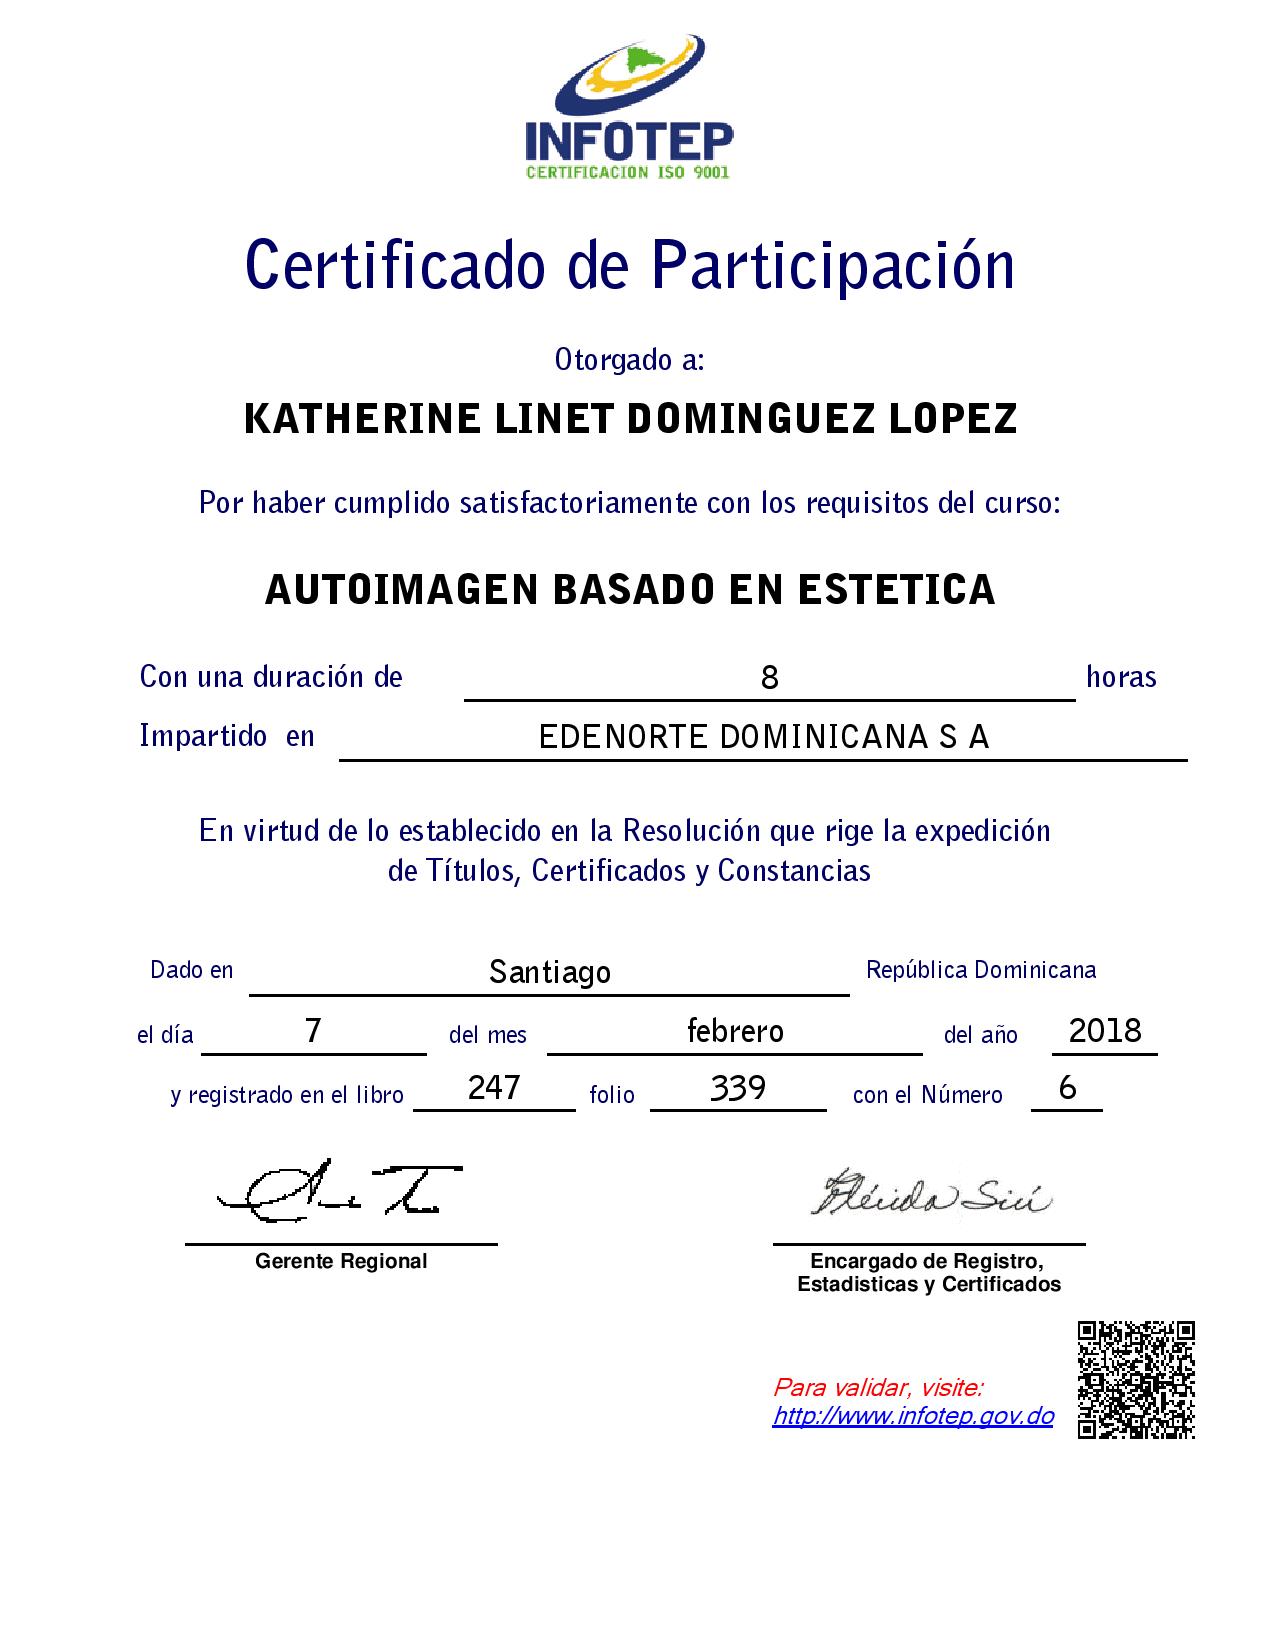 INFOTEP
CERTIFICACION ISO 9001
Certificado de Participación
Otorgado a:
KATHERINE LINET DOMINGUEZ LOPEZ
Por haber cumplido satisfactoriamente con los requisitos del curso:
AUTOIMAGEN BASADO EN ESTETICA
Con una duración de 8 horas
Impartido en EDENORTE DOMINICANA S A
En virtud de lo establecido en la Resolución que rige la expedición
de Títulos, Certificados y Constancias
Dado en Santiago República Dominicana
el día 7 del mes febrero del año 2018
y registrado en el libro 247 folio 339 con el Número 6
Flérida Sirí
Gerente Regional Encargado de Registro,
Estadisticas y Certificados
Para validar, visite:
http://www.infotep.gov.do